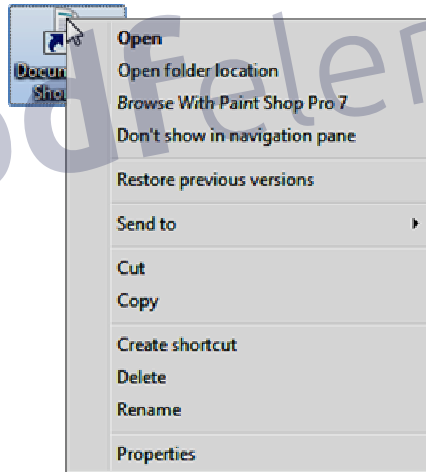 Open
Open folder location
Browse With Paint Shop Pro 7
Don't show in navigation pane
Restore previous versions
Send to
Cut
Copy
Create shortcut
Delete
Rename
Properties